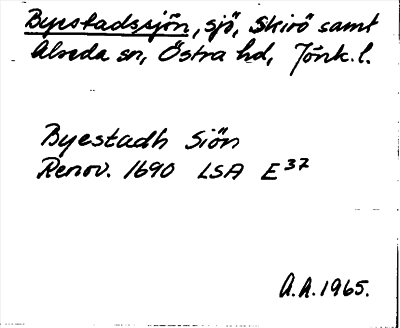 Byestadssjön, sjö, Skirö samt
Alseda sn, Östra hd, Jönk. l.
Byestadh Siön
Renov. 1690 LSA E37
A.A. 1965.